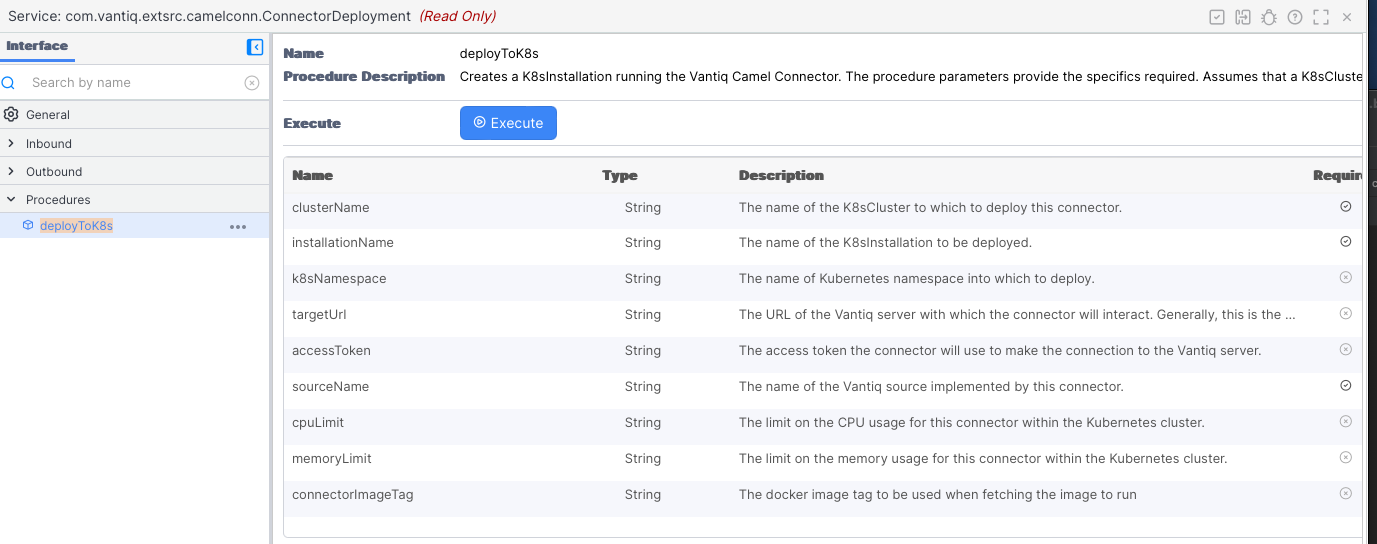 Service: com.vantiq.extsrc.camelconn.ConnectorDeployment (Read Only)
Interface
Search by name
General
Inbound
Outbound
Procedures
deployToK8s
Name deployToK8s
Procedure Description Creates a K8sInstallation running the Vantiq Camel Connector. The procedure parameters provide the specifics required. Assumes that a K8sCluste
Execute Execute
Name Type Description Requir
clusterName String The name of the K8sCluster to which to deploy this connector.
installationName String The name of the K8sInstallation to be deployed.
k8sNamespace String The name of Kubernetes namespace into which to deploy.
targetUrl String The URL of the Vantiq server with which the connector will interact. Generally, this is the ...
accessToken String The access token the connector will use to make the connection to the Vantiq server.
sourceName String The name of the Vantiq source implemented by this connector.
cpuLimit String The limit on the CPU usage for this connector within the Kubernetes cluster.
memoryLimit String The limit on the memory usage for this connector within the Kubernetes cluster.
connectorImageTag String The docker image tag to be used when fetching the image to run